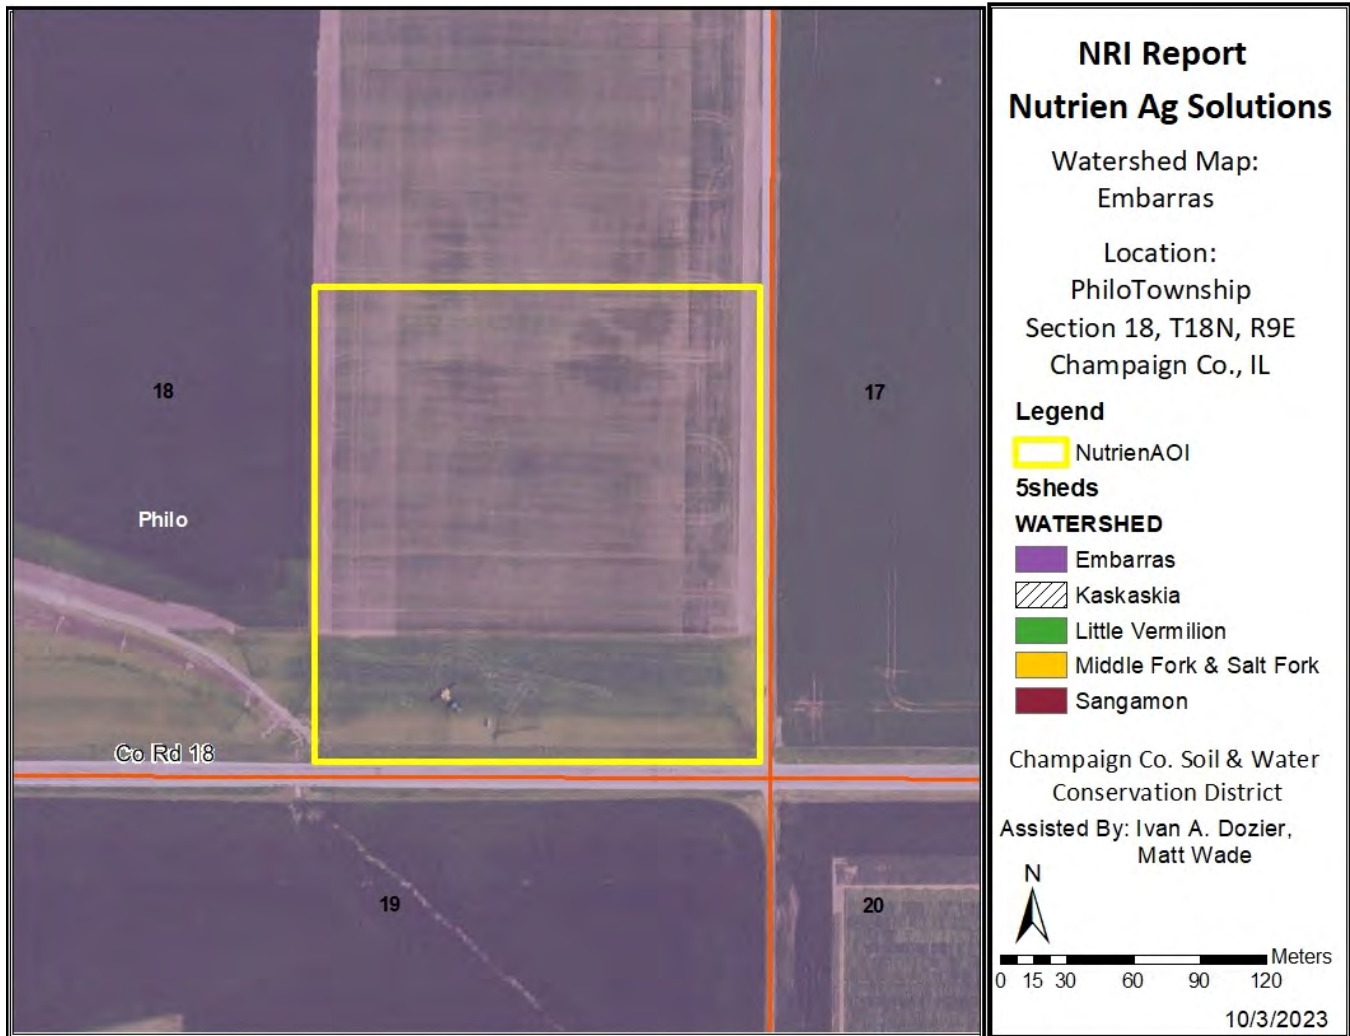 18
17
Philo
Co Rd 18
19
20
NRI Report
Nutrien Ag Solutions
Watershed Map:
Embarras
Location:
PhiloTownship
Section 18, T18N, R9E
Champaign Co., IL
Legend
NutrienAOI
5sheds
WATERSHED
Embarras
Kaskaskia
Little Vermilion
Middle Fork & Salt Fork
Sangamon
Champaign Co. Soil & Water
Conservation District
Assisted By: Ivan A. Dozier,
Matt Wade
N
Meters
0 15 30 60 90 120
10/3/2023